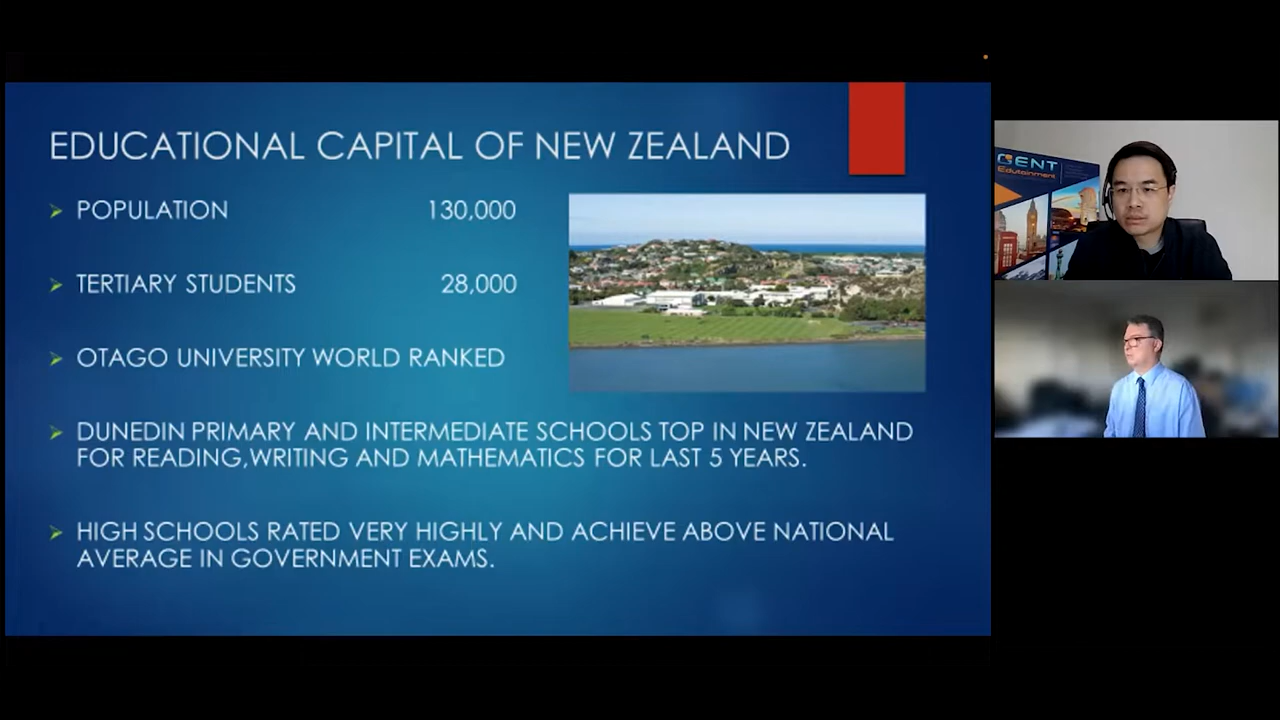 EDUCATIONAL CAPITAL OF NEW ZEALAND
POPULATION 130,000
TERTIARY STUDENTS 28,000
OTAGO UNIVERSITY WORLD RANKED
DUNEDIN PRIMARY AND INTERMEDIATE SCHOOLS TOP IN NEW ZEALAND
FOR READING,WRITING AND MATHEMATICS FOR LAST 5 YEARS.
HIGH SCHOOLS RATED VERY HIGHLY AND ACHIEVE ABOVE NATIONAL
AVERAGE IN GOVERNMENT EXAMS.
GENT
Edutainment